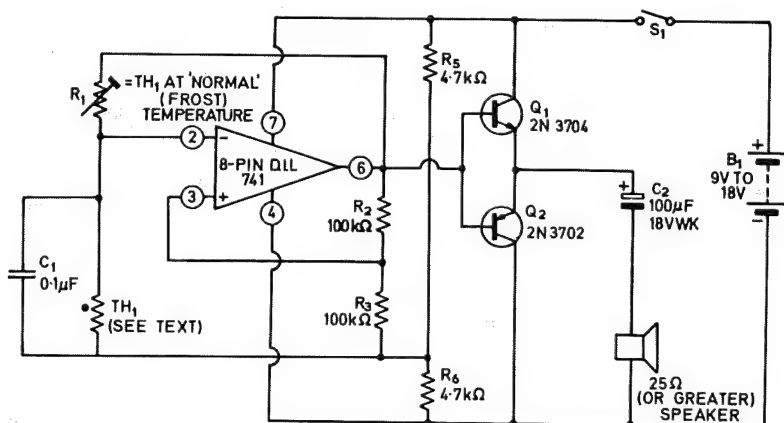 R1
=TH1 AT 'NORMAL'
(FROST)
TEMPERATURE
R5
4·7kΩ
S1
Q1
2N 3704
B1
9V TO
18V
+
−
7
2
−
8-PIN D.I.L
741
6
3
+
4
R2
100kΩ
Q2
2N 3702
+
C2
100µF
18VWK
C1
0·1µF
TH1
(SEE TEXT)
R3
100kΩ
R6
4·7kΩ
25Ω
(OR GREATER)
SPEAKER